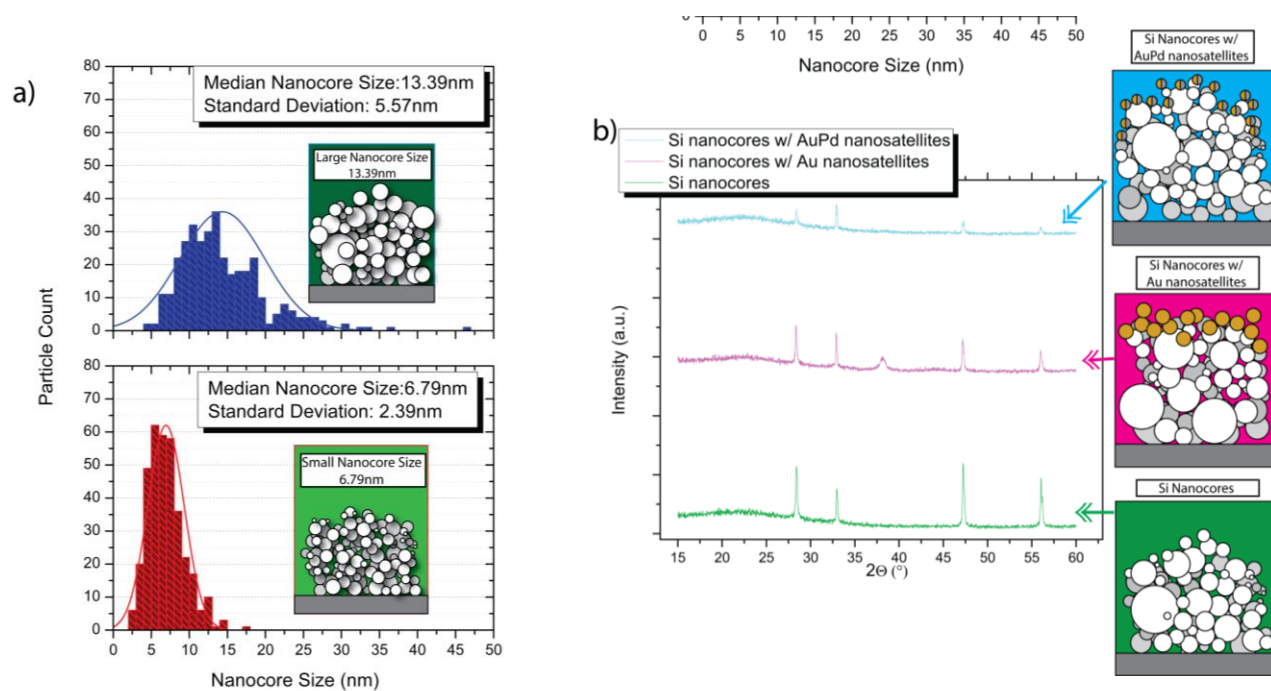 a)
80
70
60
50
40
30
20
10
0
Median Nanocore Size:13.39nm
Standard Deviation: 5.57nm
Large Nanocore Size
13.39nm
Particle Count
80
70
60
50
40
30
20
10
0
Median Nanocore Size:6.79nm
Standard Deviation: 2.39nm
Small Nanocore Size
6.79nm
0 5 10 15 20 25 30 35 40 45 50
Nanocore Size (nm)
0
0 5 10 15 20 25 30 35 40 45 50
Nanocore Size (nm)
b)
Si nanocores w/ AuPd nanosatellites
Si nanocores w/ Au nanosatellites
Si nanocores
Intensity (a.u.)
15 20 25 30 35 40 45 50 55 60
2Θ (°)
Si Nanocores w/
AuPd nanosatellites
Si Nanocores w/
Au nanosatellites
Si Nanocores